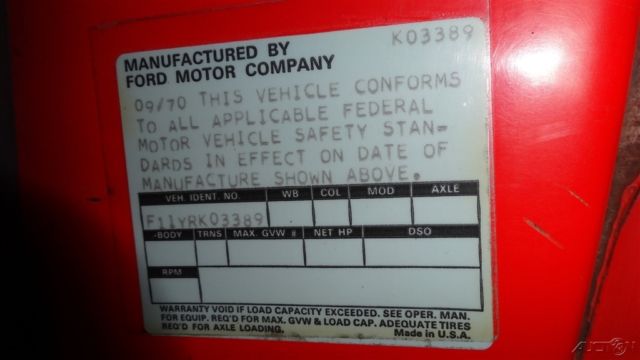 MANUFACTURED BY
FORD MOTOR COMPANY
K03389
09/70 THIS VEHICLE CONFORMS
TO ALL APPLICABLE FEDERAL
MOTOR VEHICLE SAFETY STAN=
DARDS IN EFFECT ON DATE OF
MANUFACTURE SHOWN ABOVE.
VEH. IDENT. NO. WB COL MOD AXLE
F11YRK03389
-BODY TRNS MAX. GVW # NET HP DSO
RPM
WARRANTY VOID IF LOAD CAPACITY EXCEEDED. SEE OPER. MAN.
FOR EQUIP. REQ'D FOR MAX. GVW & LOAD CAP. ADEQUATE TIRES
REQ'D FOR AXLE LOADING. Made in U.S.A.